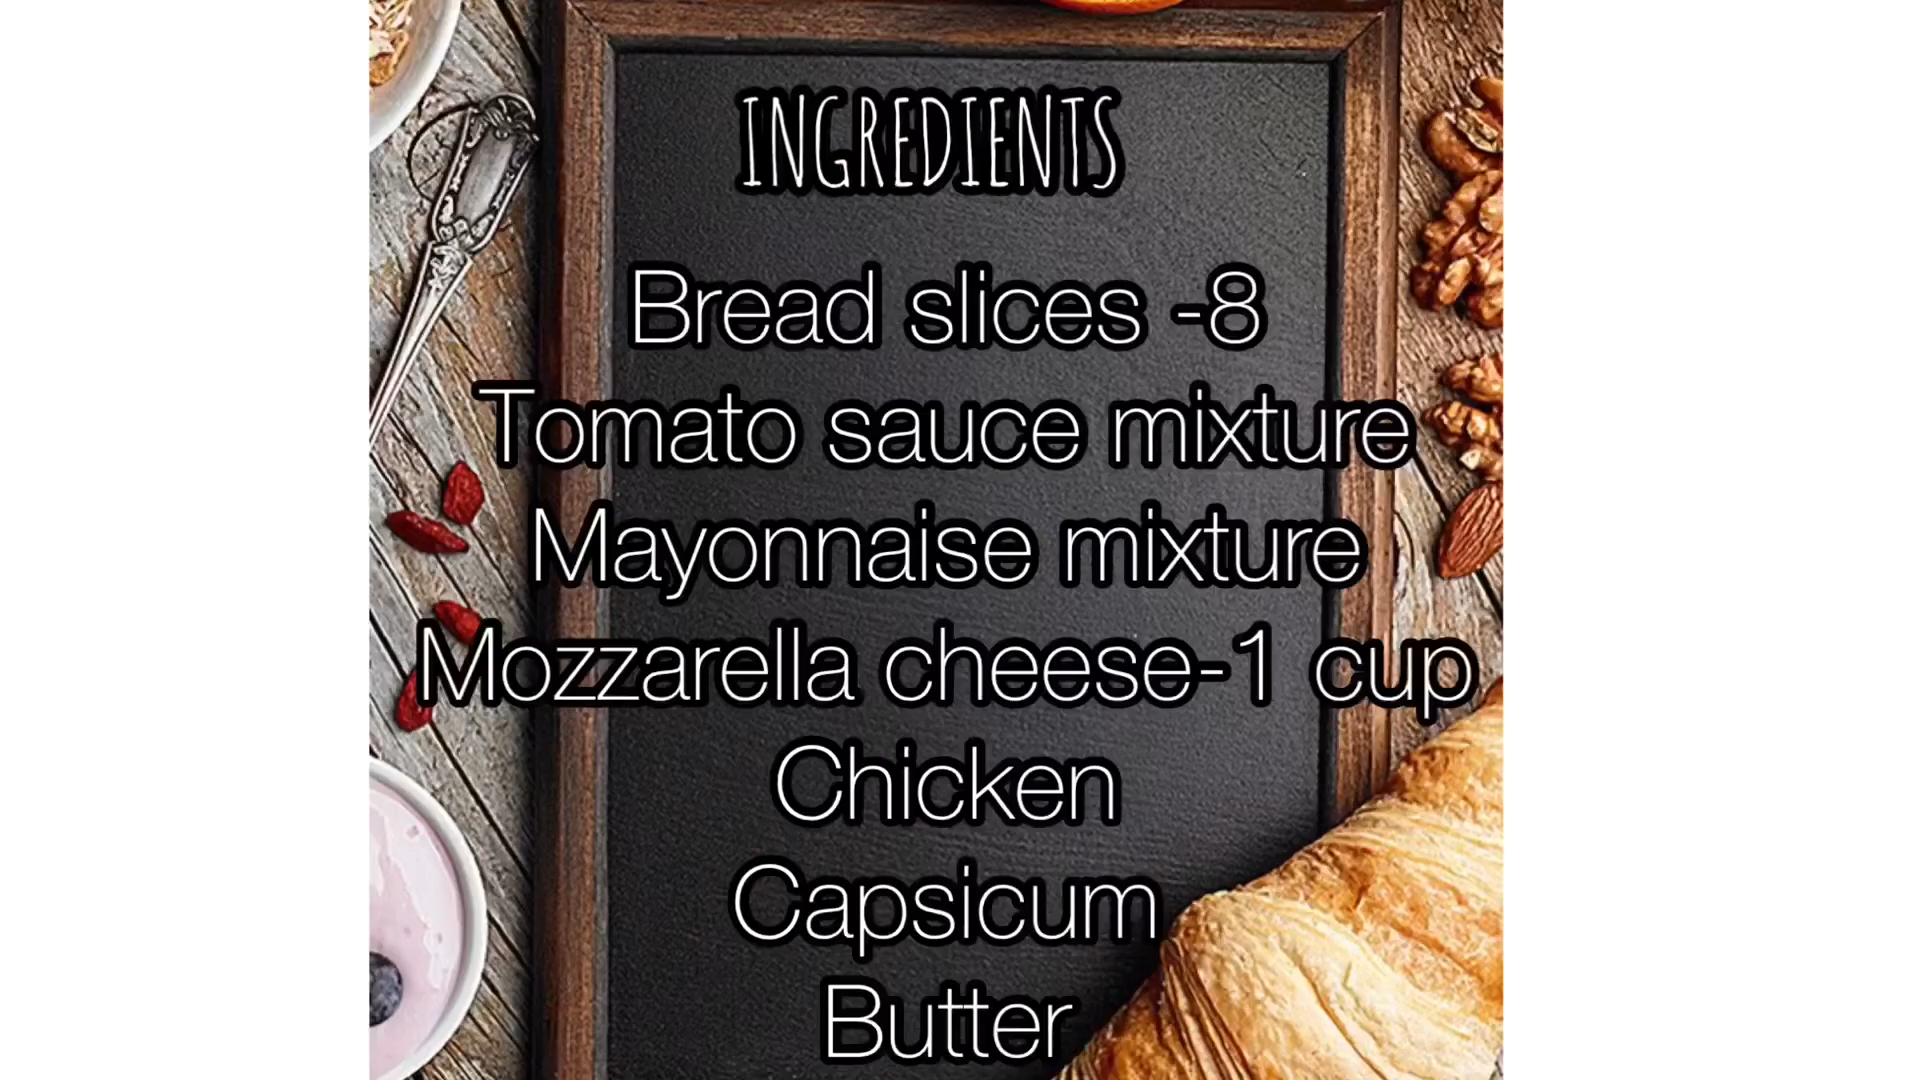 INGREDIENTS
Bread slices -8
Tomato sauce mixture
Mayonnaise mixture
Mozzarella cheese-1 cup
Chicken
Capsicum
Butter